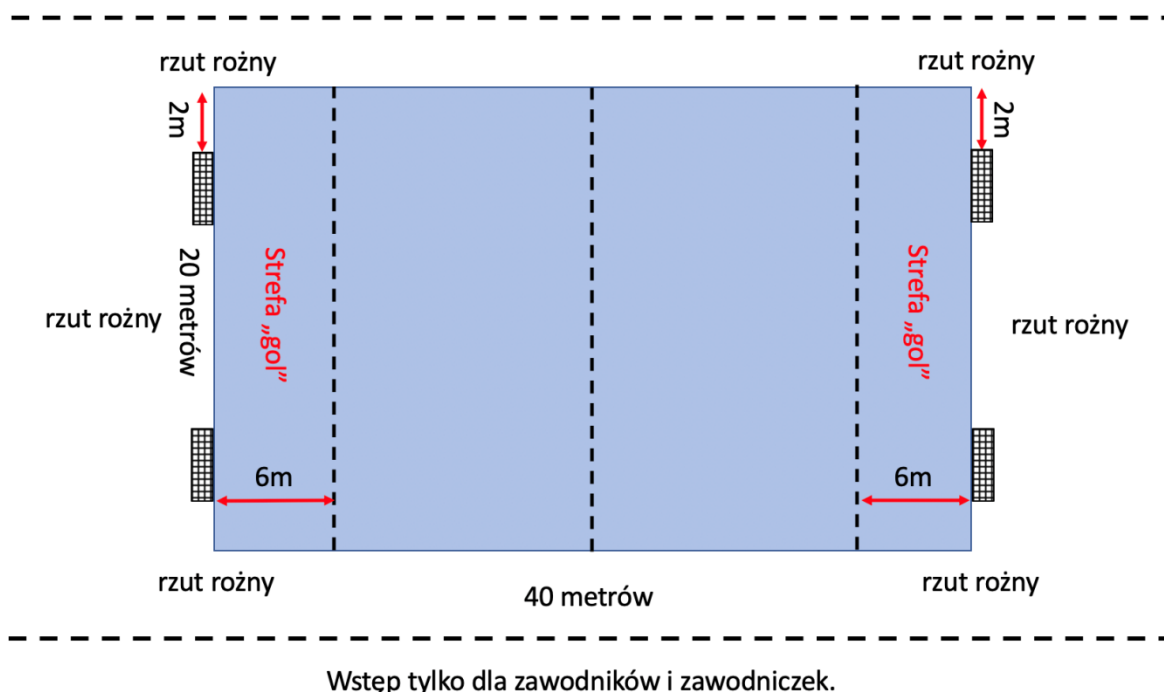 rzut rożny
rzut rożny
2m
2m
20 metrów
Strefa „gol”
Strefa „gol”
rzut rożny
rzut rożny
6m
6m
rzut rożny
rzut rożny
40 metrów
Wstęp tylko dla zawodników i zawodniczek.